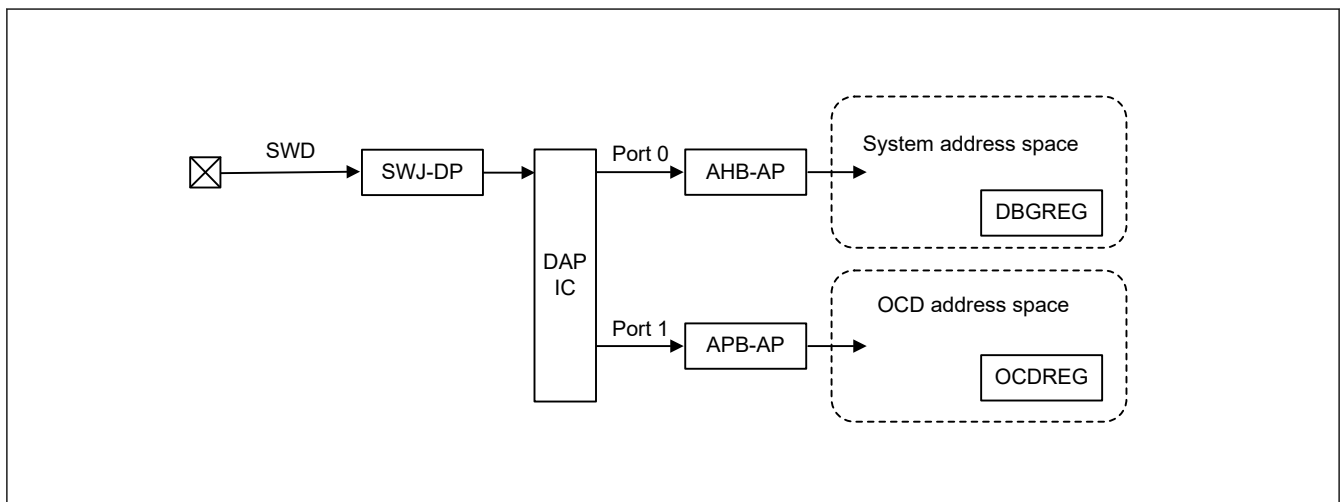 SWD
SWJ-DP
DAP
IC
Port 0
AHB-AP
System address space
DBGREG
Port 1
APB-AP
OCD address space
OCDREG